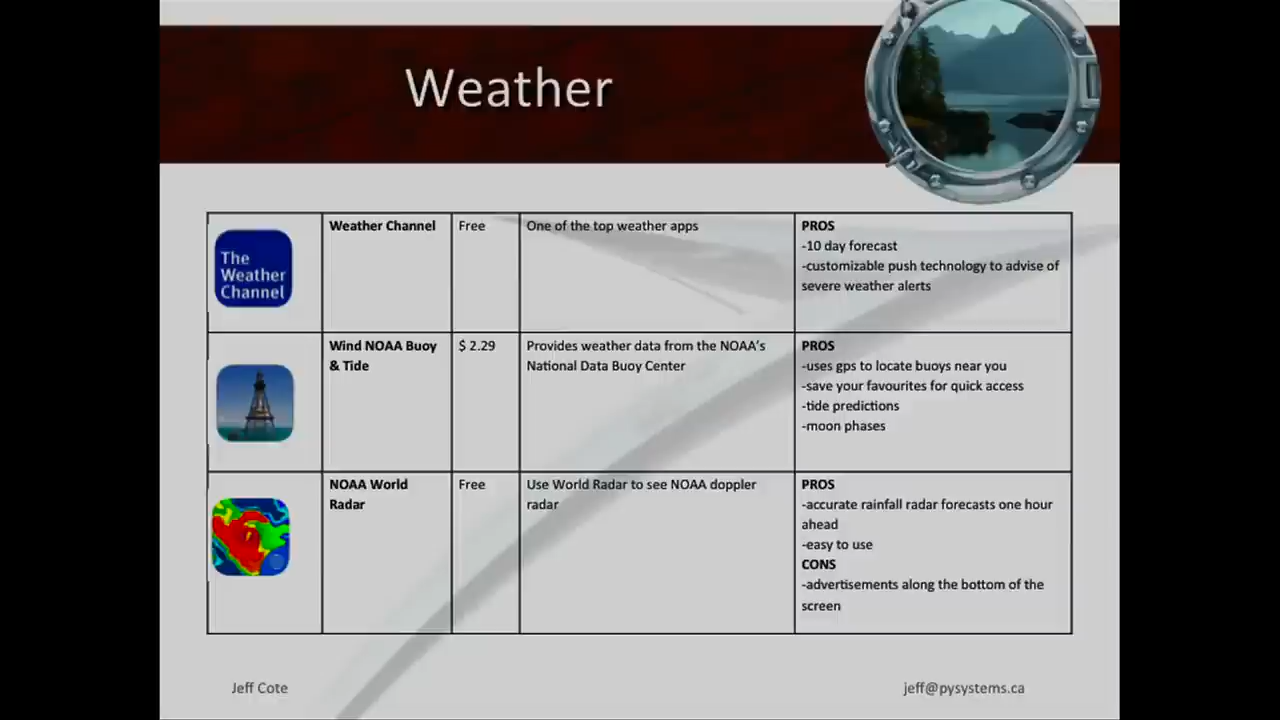 Weather
The
Weather
Channel
Weather Channel
Free
One of the top weather apps
PROS
-10 day forecast
-customizable push technology to advise of
severe weather alerts
Wind NOAA Buoy
& Tide
$ 2.29
Provides weather data from the NOAA's
National Data Buoy Center
PROS
-uses gps to locate buoys near you
-save your favourites for quick access
-tide predictions
-moon phases
NOAA World
Radar
Free
Use World Radar to see NOAA doppler
radar
PROS
-accurate rainfall radar forecasts one hour
ahead
-easy to use
CONS
-advertisements along the bottom of the
screen
Jeff Cote
jeff@pysystems.ca